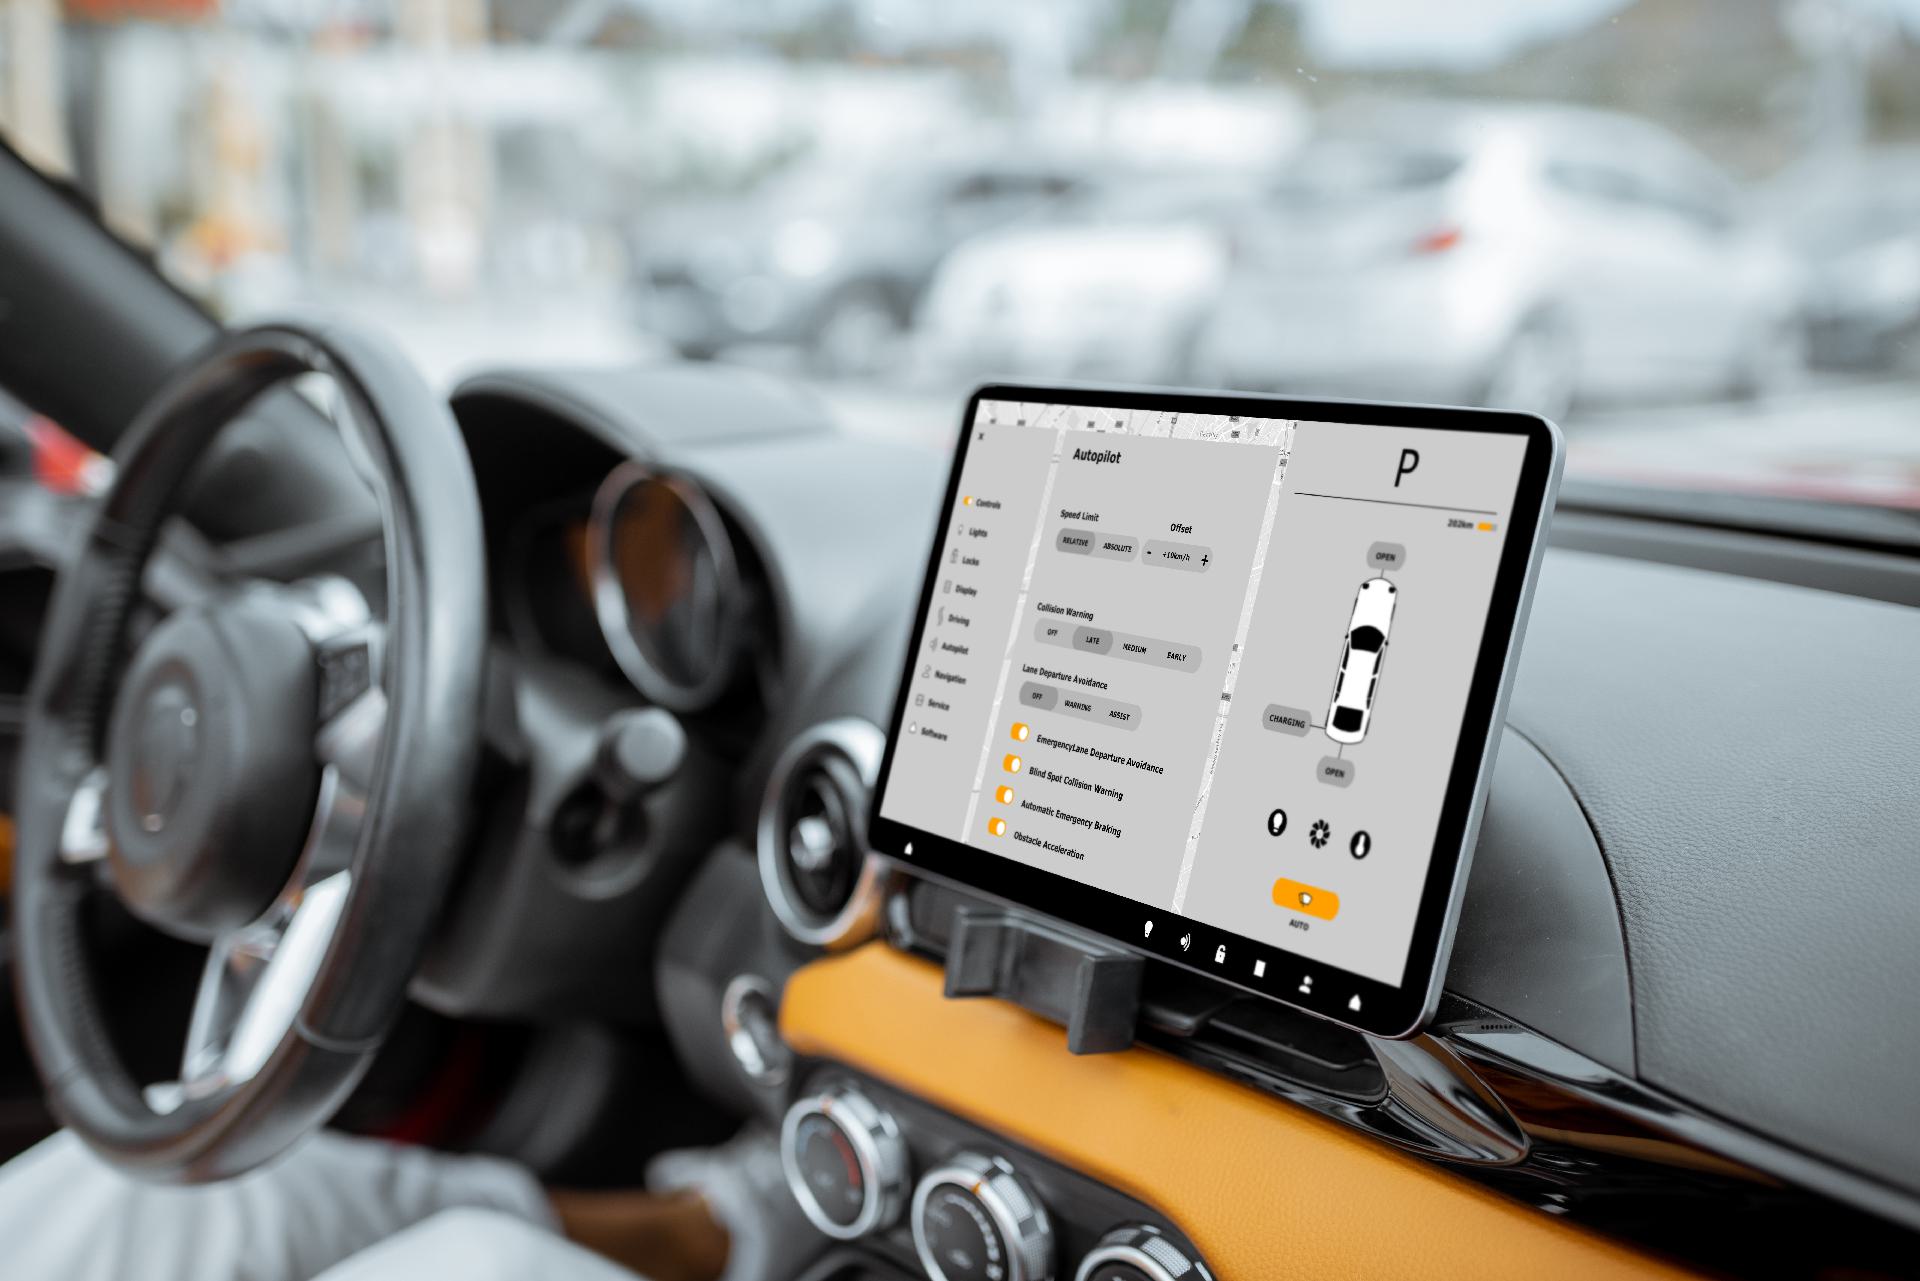 Autopilot
Controls
Lights
Locks
Display
Driving
Autopilot
Navigation
Service
Software
Speed Limit
Offset
RELATIVE ABSOLUTE - +10km/h +
Collision Warning
OFF LATE MEDIUM EARLY
Lane Departure Avoidance
OFF WARNING ASSIST
EmergencyLane Departure Avoidance
Blind Spot Collision Warning
Automatic Emergency Braking
Obstacle Acceleration
P
202km
OPEN
CHARGING
OPEN
AUTO